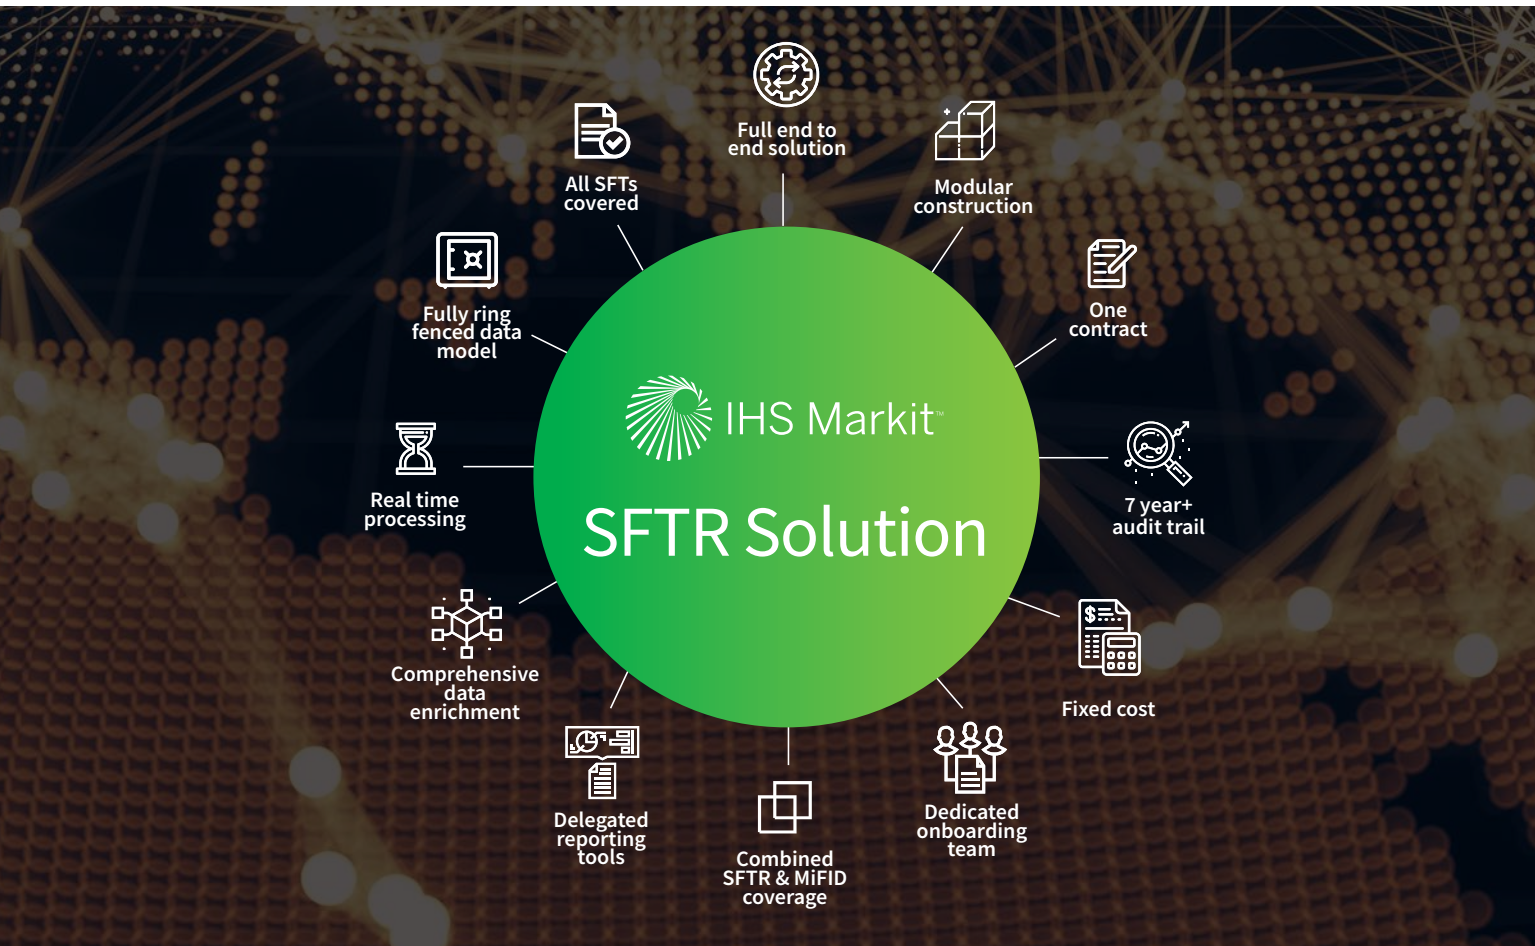 Full end to
end solution
Modular
construction
One
contract
7 year+
audit trail
Fixed cost
Dedicated
onboarding
team
Combined
SFTR & MiFID
coverage
Delegated
reporting
tools
Comprehensive
data
enrichment
Real time
processing
Fully ring
fenced data
model
All SFTs
covered
IHS Markit™
SFTR Solution